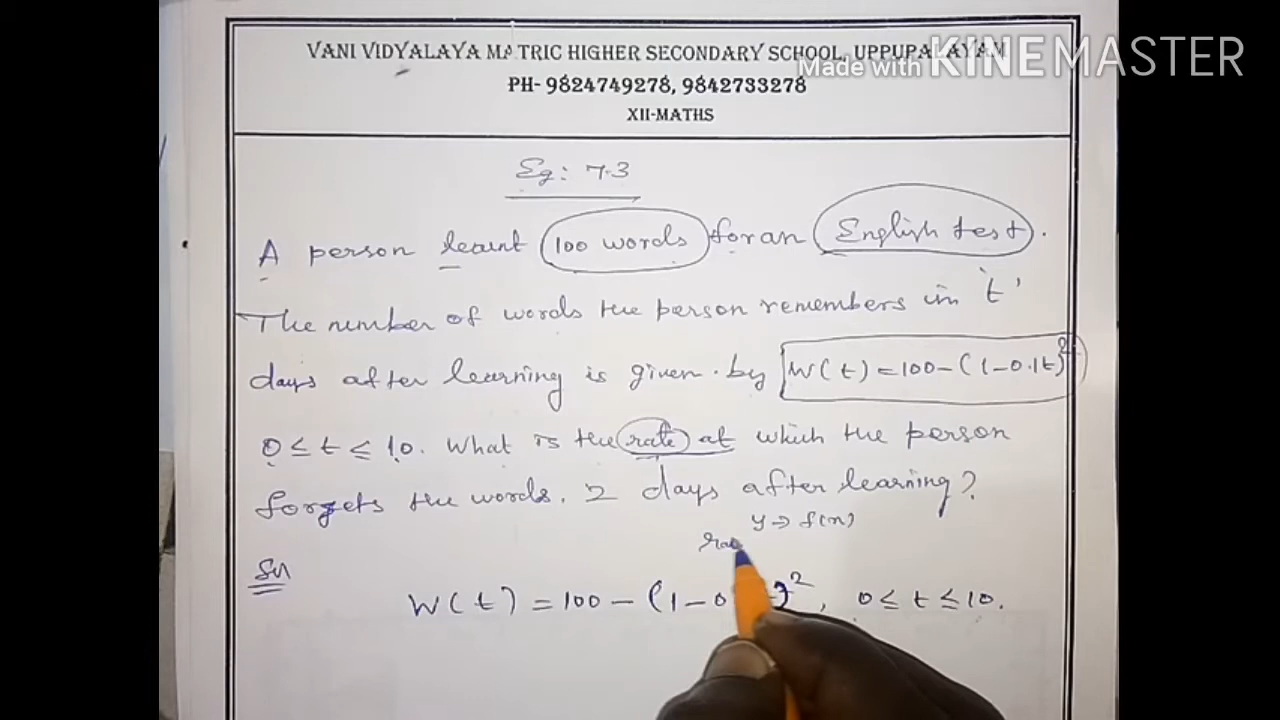 VANI VIDYALAYA MATRIC HIGHER SECONDARY SCHOOL, UPPUPALAYAM
Made with KINEMASTER
PH- 9824749278, 9842733278
XII-MATHS
Eg: 7.3
A person learnt 100 words for an English test.
The number of words the person remembers in 't'
days after learning is given by W(t) = 100 - (1 - 0.1t)²
0 ≤ t ≤ 10. What is the rate at which the person
forgets the words. 2 days after learning?
y → f(x)
Sol
W(t) = 100 - (1 - 0 )², 0 ≤ t ≤ 10.